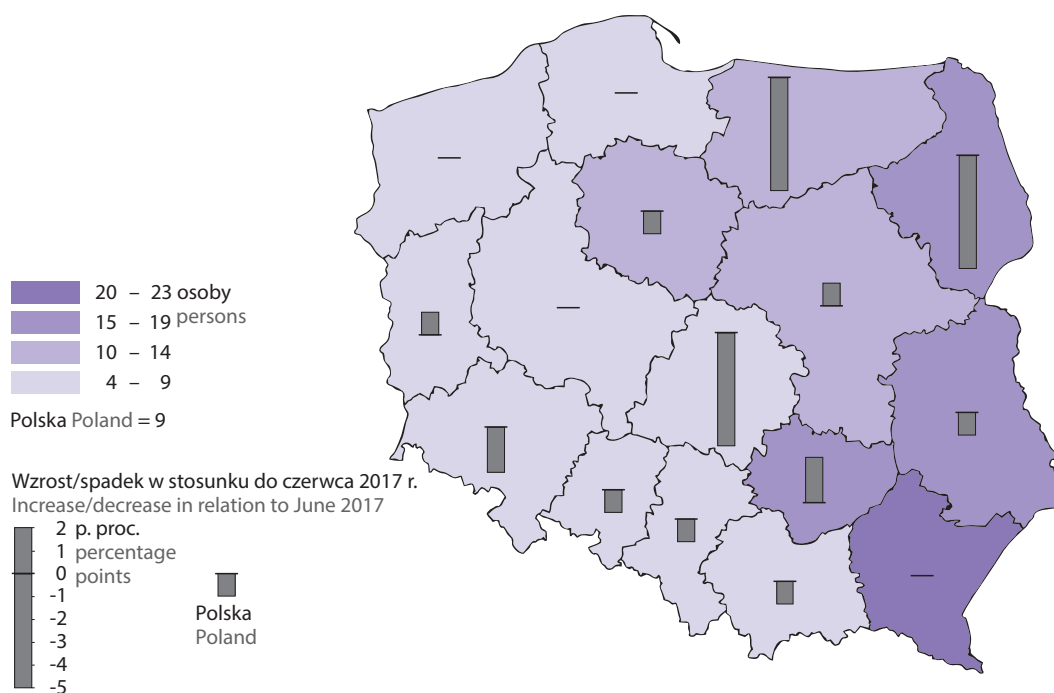 20 – 23 osoby
15 – 19 persons
10 – 14
4 – 9
Polska Poland = 9
Wzrost/spadek w stosunku do czerwca 2017 r.
Increase/decrease in relation to June 2017
2 p. proc.
1 percentage
0 points
-1
-2
-3
-4
-5
Polska
Poland